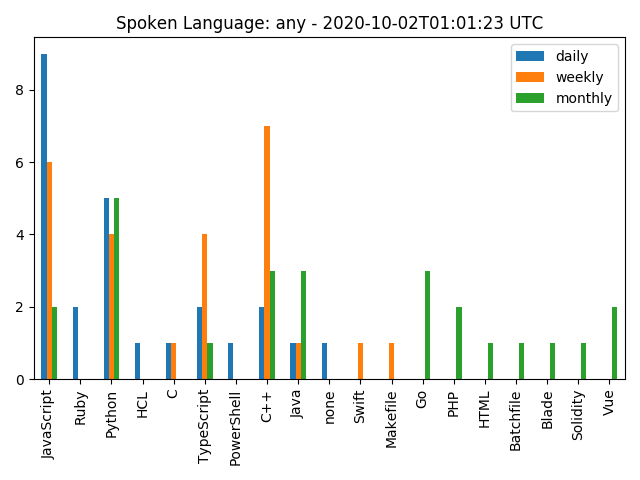 Spoken Language: any - 2020-10-02T01:01:23 UTC
daily
weekly
monthly
8
6
4
2
0
JavaScript
Ruby
Python
HCL
C
TypeScript
PowerShell
C++
Java
none
Swift
Makefile
Go
PHP
HTML
Batchfile
Blade
Solidity
Vue